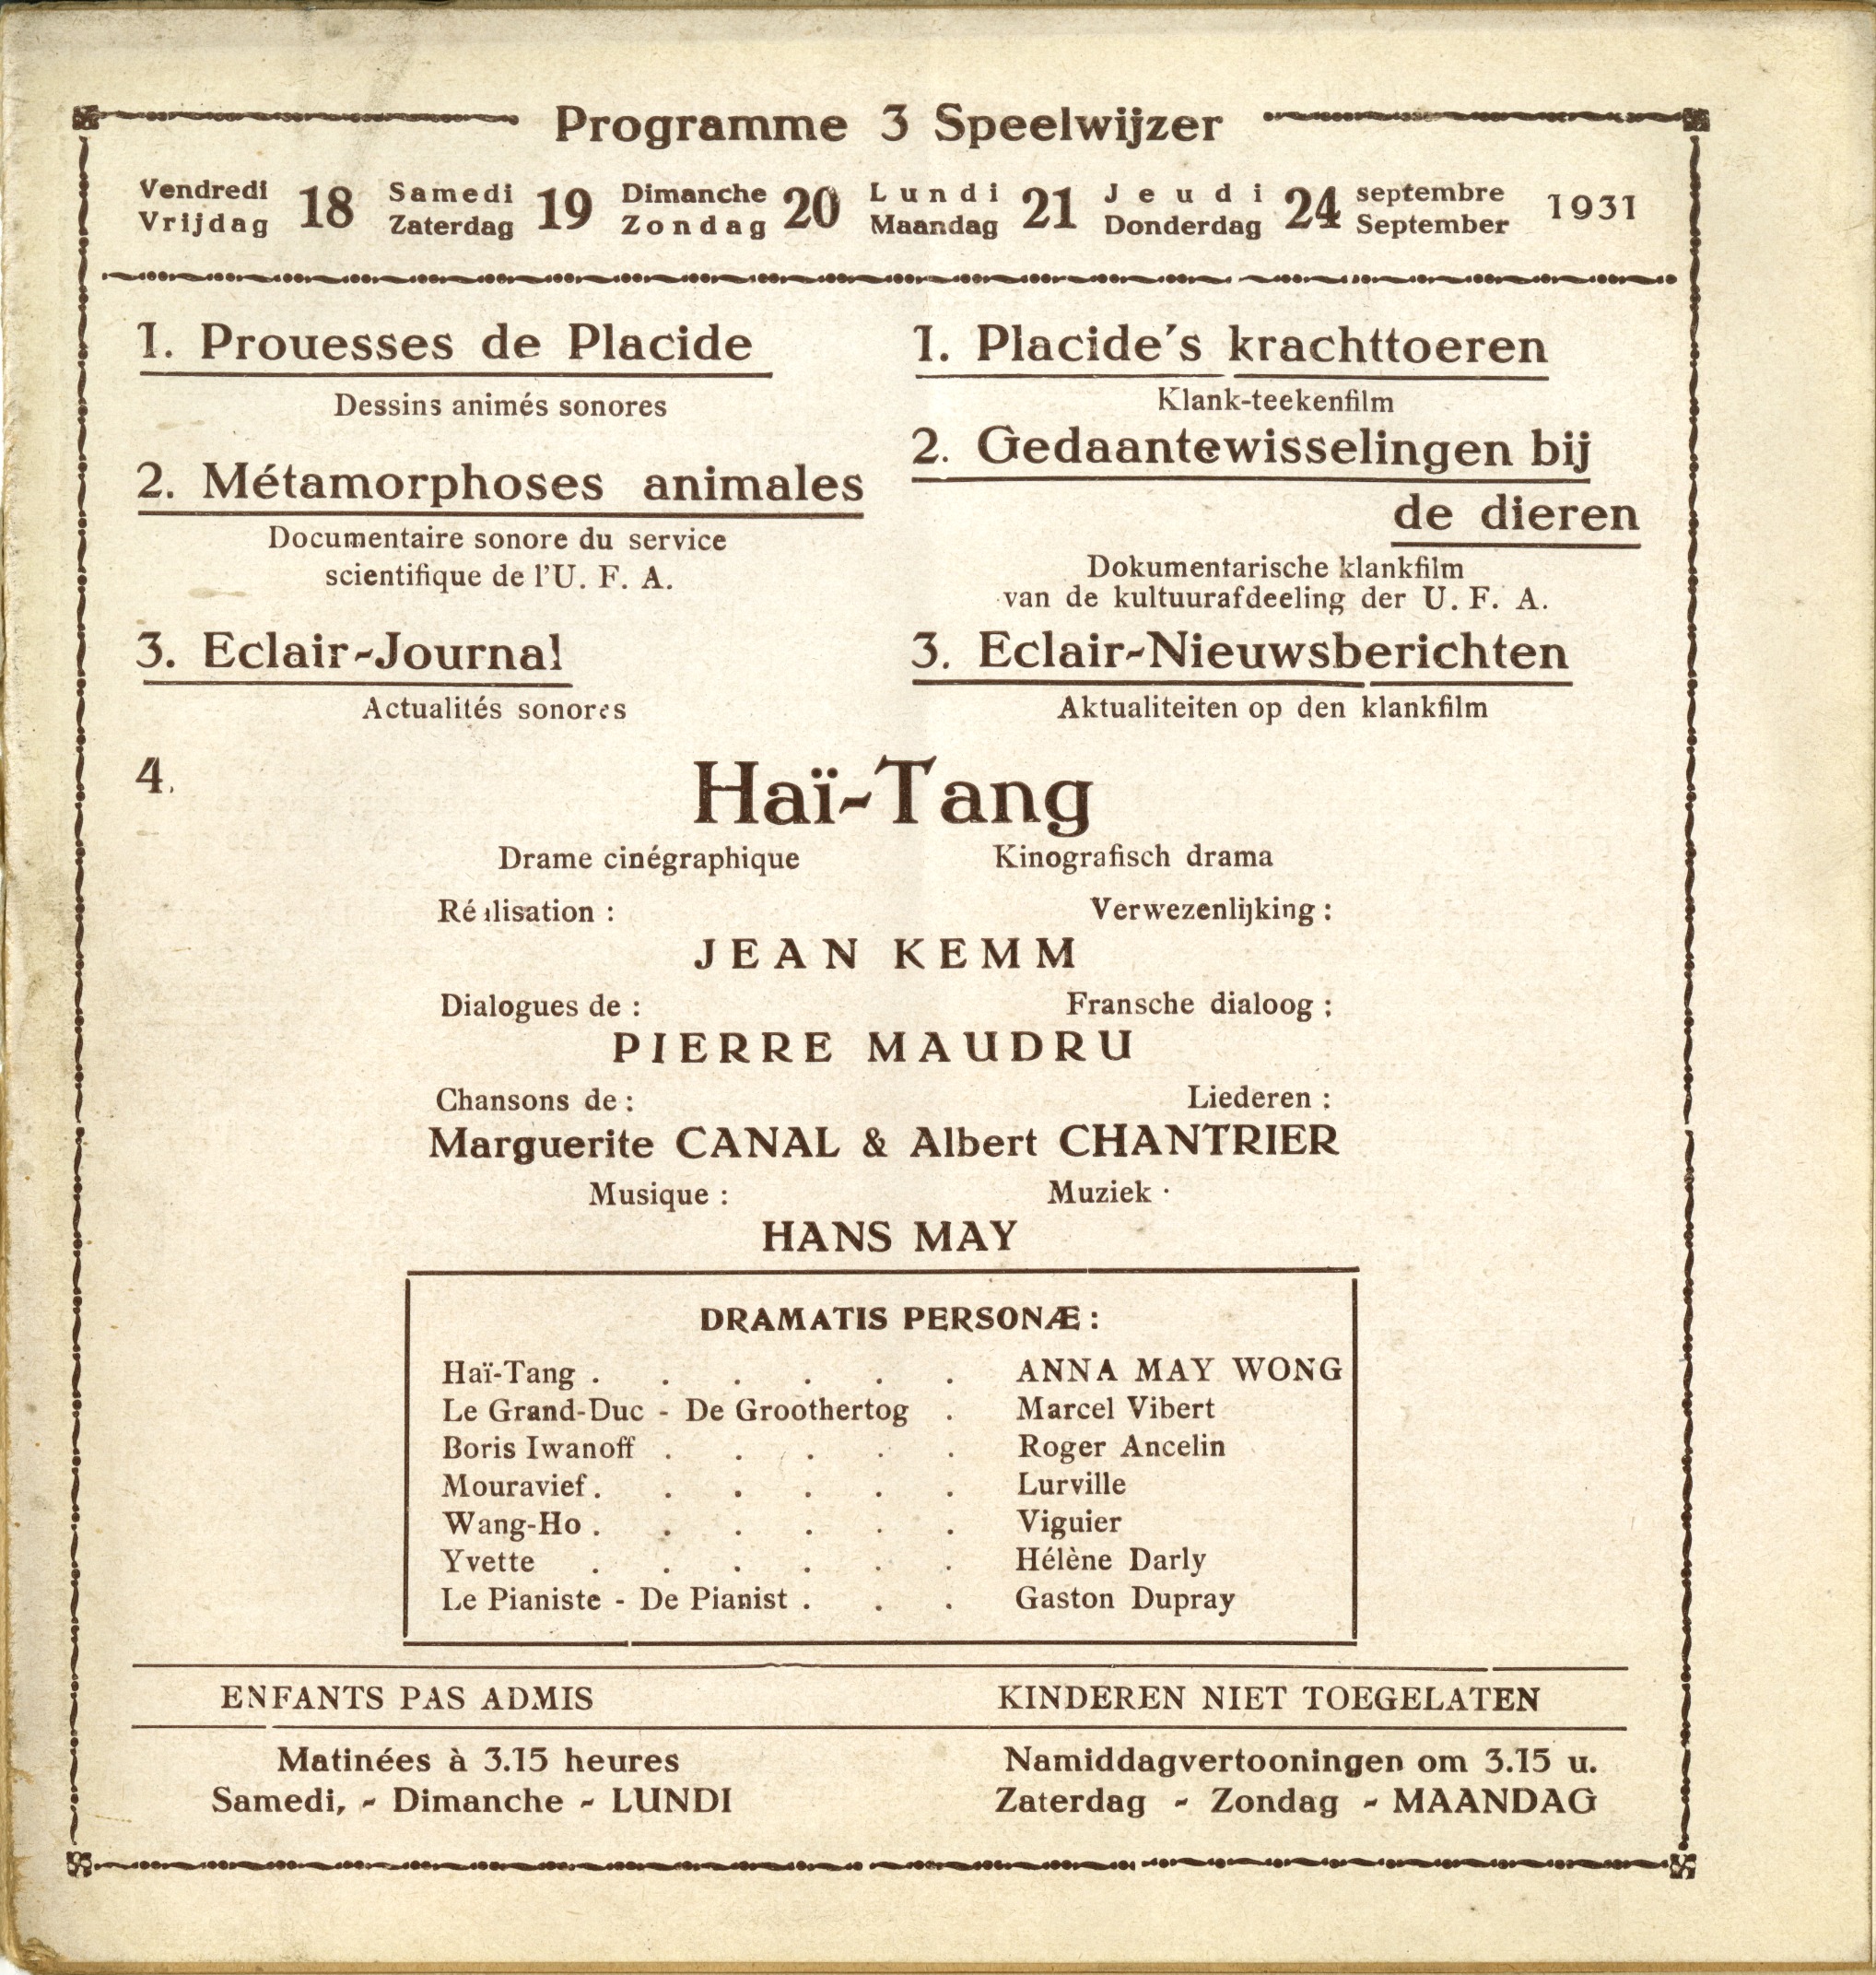 Programme 3 Speelwijzer
Vendredi 18 Samedi 19 Dimanche 20 Lundi 21 Jeudi 24 septembre 1931
Vrijdag Zaterdag Zondag Maandag Donderdag September
1. Prouesses de Placide
Dessins animés sonores
2. Métamorphoses animales
Documentaire sonore du service
scientifique de l'U. F. A.
3. Eclair-Journal
Actualités sonores
1. Placide's krachttoeren
Klank-teekenfilm
2. Gedaantewisselingen bij
de dieren
Dokumentarische klankfilm
van de kultuurafdeeling der U. F. A.
3. Eclair-Nieuwsberichten
Aktualiteiten op den klankfilm
4. Haï-Tang
Drame cinégraphique Kinografisch drama
Réalisation : Verwezenlijking :
JEAN KEMM
Dialogues de : Fransche dialoog :
PIERRE MAUDRU
Chansons de : Liederen :
Marguerite CANAL & Albert CHANTRIER
Musique : Muziek :
HANS MAY
DRAMATIS PERSONÆ :
Haï-Tang . . . . . . ANNA MAY WONG
Le Grand-Duc - De Groothertog . Marcel Vibert
Boris Iwanoff . . . . . Roger Ancelin
Mouravief . . . . . . Lurville
Wang-Ho . . . . . . Viguier
Yvette . . . . . . Hélène Darly
Le Pianiste - De Pianist . . . Gaston Dupray
ENFANTS PAS ADMIS KINDEREN NIET TOEGELATEN
Matinées à 3.15 heures
Samedi, - Dimanche - LUNDI
Namiddagvertooningen om 3.15 u.
Zaterdag - Zondag - MAANDAG